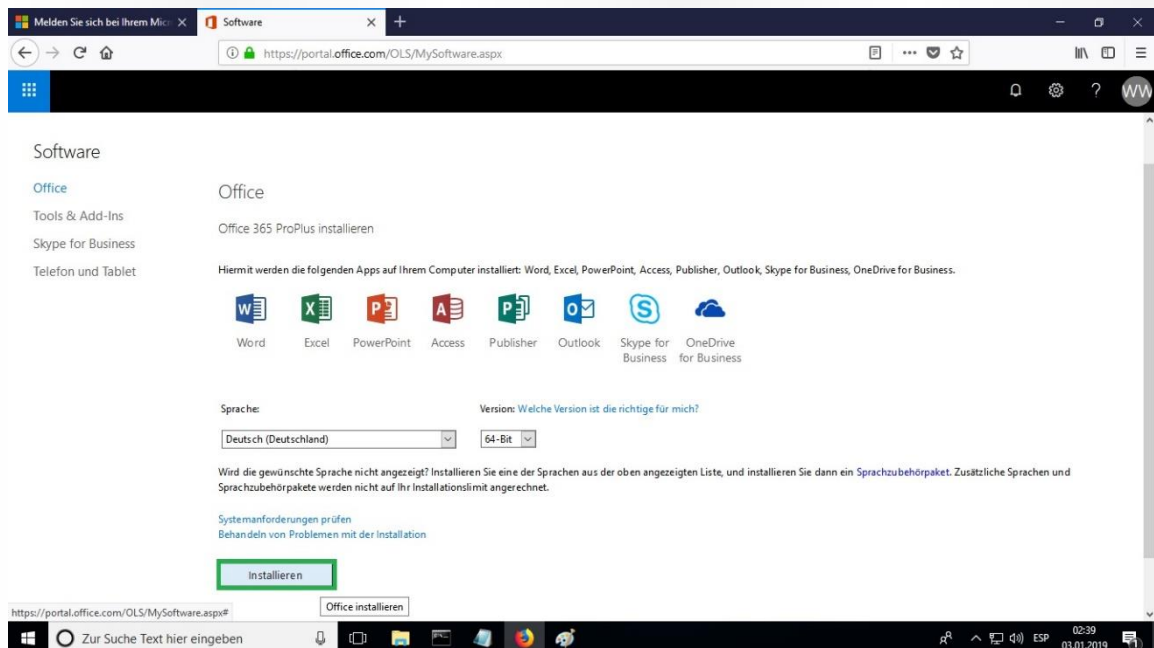 Melden Sie sich bei Ihrem Micr
Software
https://portal.office.com/OLS/MySoftware.aspx
?
WW
Software
Office
Tools & Add-Ins
Skype for Business
Telefon und Tablet
Office
Office 365 ProPlus installieren
Hiermit werden die folgenden Apps auf Ihrem Computer installiert: Word, Excel, PowerPoint, Access, Publisher, Outlook, Skype for Business, OneDrive for Business.
Word Excel PowerPoint Access Publisher Outlook Skype for Business OneDrive for Business
Sprache: Version: Welche Version ist die richtige für mich?
Deutsch (Deutschland) 64-Bit
Wird die gewünschte Sprache nicht angezeigt? Installieren Sie eine der Sprachen aus der oben angezeigten Liste, und installieren Sie dann ein Sprachzubehörpaket. Zusätzliche Sprachen und
Sprachzubehörpakete werden nicht auf Ihr Installationslimit angerechnet.
Systemanforderungen prüfen
Behandeln von Problemen mit der Installation
Installieren
Office installieren
https://portal.office.com/OLS/MySoftware.aspx#
Zur Suche Text hier eingeben
ESP
02:39
03.01.2019